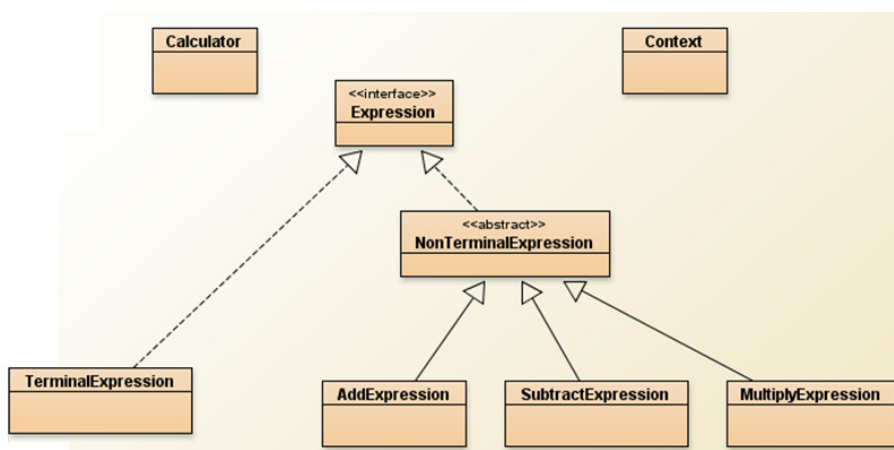 Calculator
Context
<<interface>>
Expression
<<abstract>>
NonTerminalExpression
TerminalExpression
AddExpression
SubtractExpression
MultiplyExpression